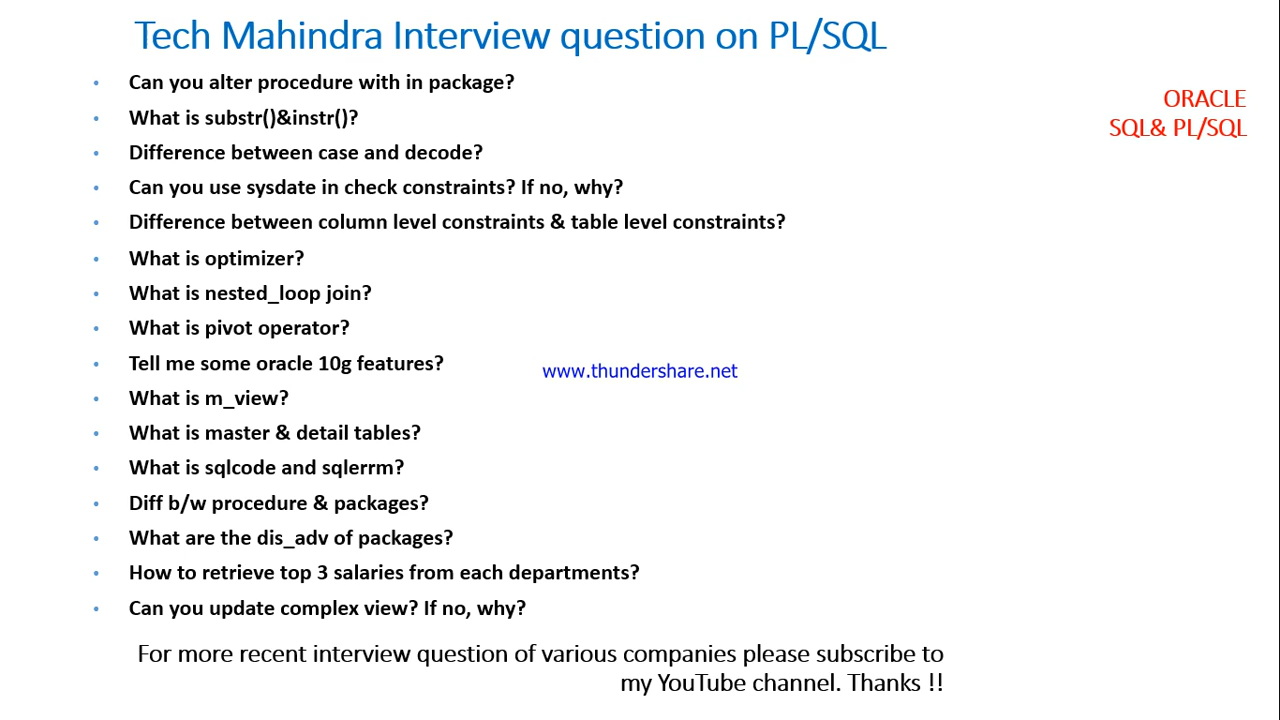 Tech Mahindra Interview question on PL/SQL
ORACLE
SQL& PL/SQL
• Can you alter procedure with in package?
• What is substr()&instr()?
• Difference between case and decode?
• Can you use sysdate in check constraints? If no, why?
• Difference between column level constraints & table level constraints?
• What is optimizer?
• What is nested_loop join?
• What is pivot operator?
• Tell me some oracle 10g features?
www.thundershare.net
• What is m_view?
• What is master & detail tables?
• What is sqlcode and sqlerrm?
• Diff b/w procedure & packages?
• What are the dis_adv of packages?
• How to retrieve top 3 salaries from each departments?
• Can you update complex view? If no, why?
For more recent interview question of various companies please subscribe to
my YouTube channel. Thanks !!